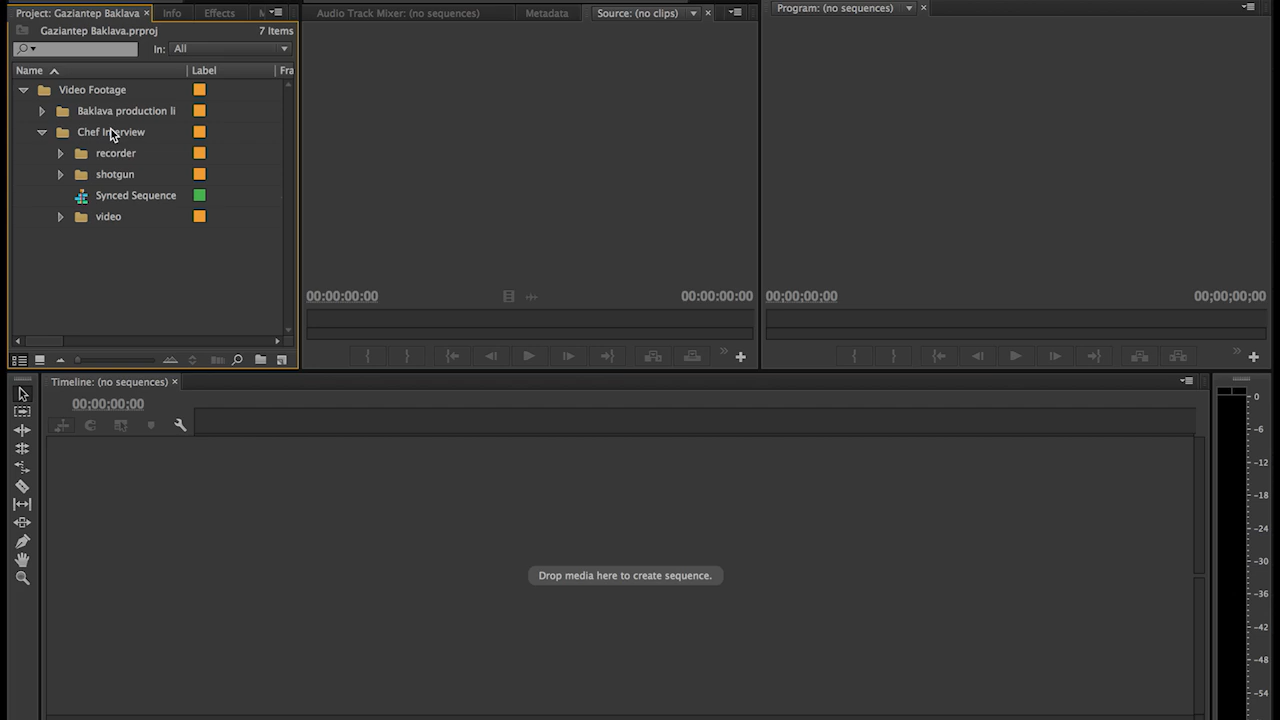 Project: Gaziantep Baklava × Info Effects M
Gaziantep Baklava.prproj 7 Items
In: All
Name Label Fra
Video Footage
Baklava production li
Chef Interview
recorder
shotgun
Synced Sequence
video
Audio Track Mixer: (no sequences) Metadata Source: (no clips) ×
00:00:00:00 00:00:00:00
Program: (no sequences) ×
00;00;00;00 00;00;00;00
Timeline: (no sequences) ×
00;00;00;00
Drop media here to create sequence.
0
-6
-12
-18
-24
-30
-36
-42
-48
-54